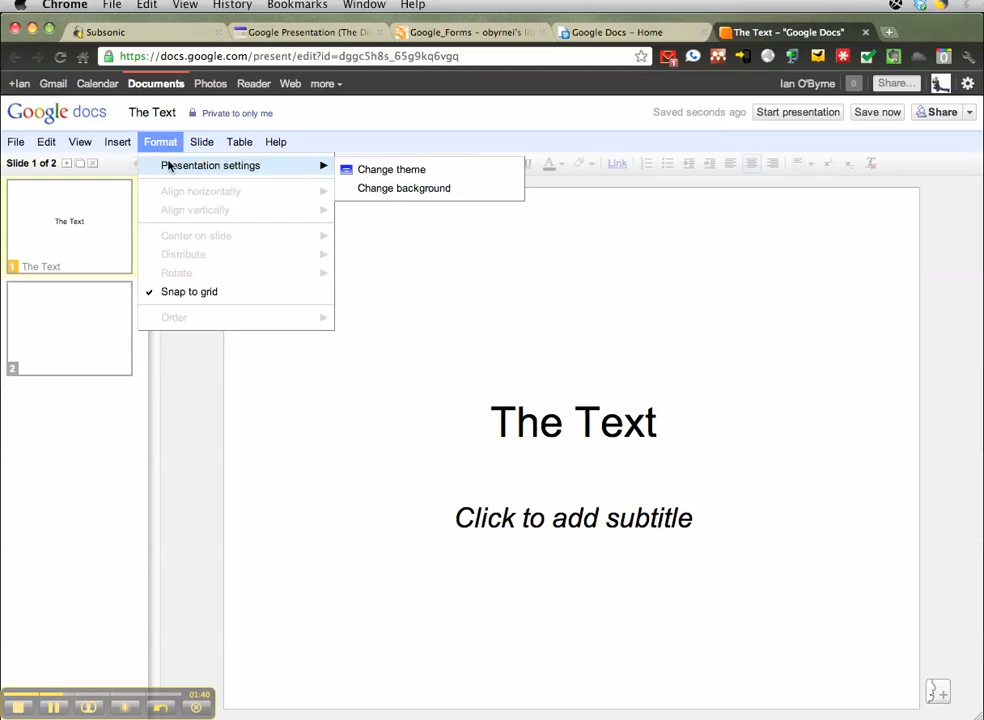 Chrome File Edit View History Bookmarks Window Help
Subsonic
Google Presentation (The Di
Google_Forms - obyrnei's li
Google Docs - Home
The Text - "Google Docs"
https://docs.google.com/present/edit?id=dggc5h8s_65g9kq6vgq
+Ian Gmail Calendar Documents Photos Reader Web more
Ian O'Byrne 0 Share...
Google docs The Text Private to only me
Saved seconds ago Start presentation Save now Share
File Edit View Insert Format Slide Table Help
Slide 1 of 2
Presentation settings
Change theme
Link
Change background
Align horizontally
Align vertically
Center on slide
Distribute
Rotate
Snap to grid
Order
The Text
1 The Text
2
The Text
Click to add subtitle
01:40